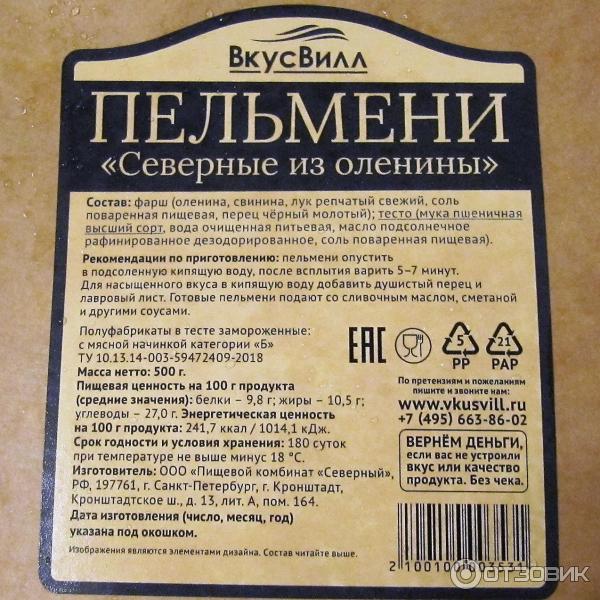 ВкусВилл
ПЕЛЬМЕНИ
«Северные из оленины»
Состав: фарш (оленина, свинина, лук репчатый свежий, соль
поваренная пищевая, перец чёрный молотый); тесто (мука пшеничная
высший сорт, вода очищенная питьевая, масло подсолнечное
рафинированное дезодорированное, соль поваренная пищевая).
Рекомендации по приготовлению: пельмени опустить
в подсоленную кипящую воду, после всплытия варить 5–7 минут.
Для насыщенного вкуса в кипящую воду добавить душистый перец и
лавровый лист. Готовые пельмени подают со сливочным маслом, сметаной
и другими соусами.
Полуфабрикаты в тесте замороженные:
с мясной начинкой категории «Б»
ТУ 10.13.14-003-59472409-2018
Масса нетто: 500 г.
Пищевая ценность на 100 г продукта
(средние значения): белки – 9,8 г; жиры – 10,5 г;
углеводы – 27,0 г. Энергетическая ценность
на 100 г продукта: 241,7 ккал / 1014,1 кДж.
Срок годности и условия хранения: 180 суток
при температуре не выше минус 18 °С.
Изготовитель: ООО «Пищевой комбинат «Северный»,
РФ, 197761, г. Санкт-Петербург, г. Кронштадт,
Кронштадтское ш., д. 13, лит. А, пом. 164.
Дата изготовления (число, месяц, год)
указана под окошком.
Изображения являются элементами дизайна. Состав читайте выше.
EAC
5
PP
21
PAP
По претензиям и пожеланиям
пишите и звоните нам:
www.vkusvill.ru
+7 (495) 663-86-02
ВЕРНЁМ ДЕНЬГИ,
если вас не устроили
вкус или качество
продукта. Без чека.
2 100100 003531
ОТЗОВИК